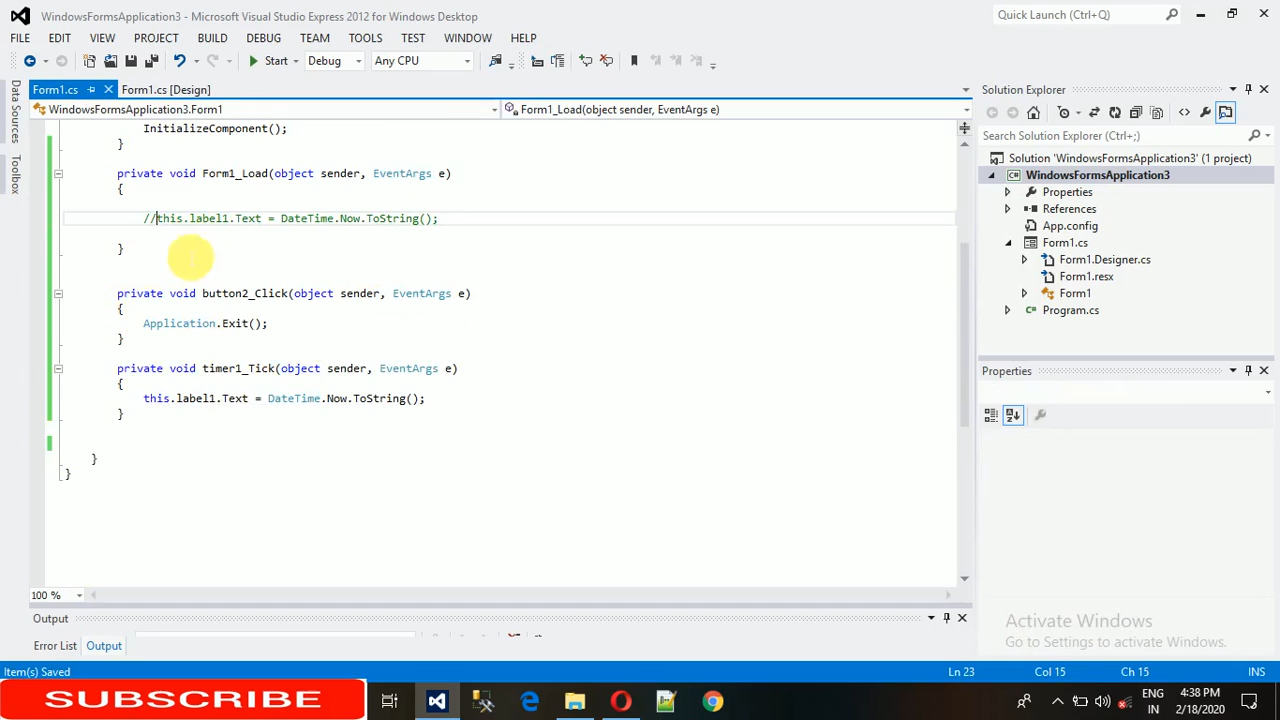 WindowsFormsApplication3 - Microsoft Visual Studio Express 2012 for Windows Desktop
Quick Launch (Ctrl+Q)
FILE EDIT VIEW PROJECT BUILD DEBUG TEAM TOOLS TEST WINDOW HELP
Start Debug Any CPU
Form1.cs Form1.cs [Design]
Solution Explorer
WindowsFormsApplication3.Form1 Form1_Load(object sender, EventArgs e)
Data Sources
Toolbox
InitializeComponent();
}
private void Form1_Load(object sender, EventArgs e)
{
//this.label1.Text = DateTime.Now.ToString();
}
private void button2_Click(object sender, EventArgs e)
{
Application.Exit();
}
private void timer1_Tick(object sender, EventArgs e)
{
this.label1.Text = DateTime.Now.ToString();
}
}
}
100 %
Search Solution Explorer (Ctrl+;)
Solution 'WindowsFormsApplication3' (1 project)
WindowsFormsApplication3
Properties
References
App.config
Form1.cs
Form1.Designer.cs
Form1.resx
Form1
Program.cs
Properties
Output
Error List Output
Activate Windows
Go to Settings to activate Windows.
Item(s) Saved Ln 23 Col 15 Ch 15 INS
SUBSCRIBE
ENG
IN
4:38 PM
2/18/2020